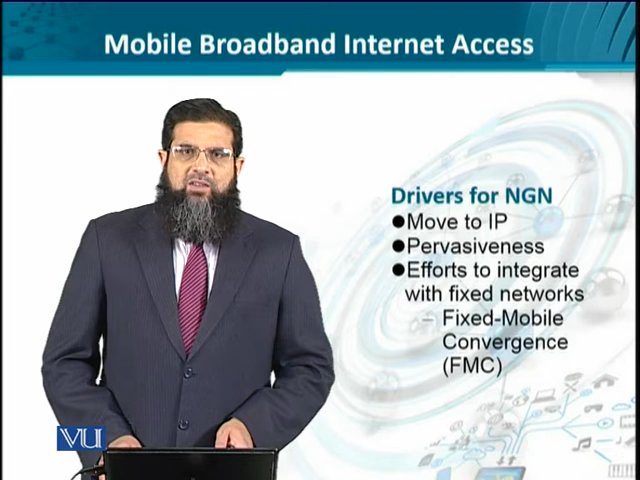 Mobile Broadband Internet Access
Drivers for NGN
●Move to IP
●Pervasiveness
●Efforts to integrate
with fixed networks
– Fixed-Mobile
Convergence
(FMC)
VU